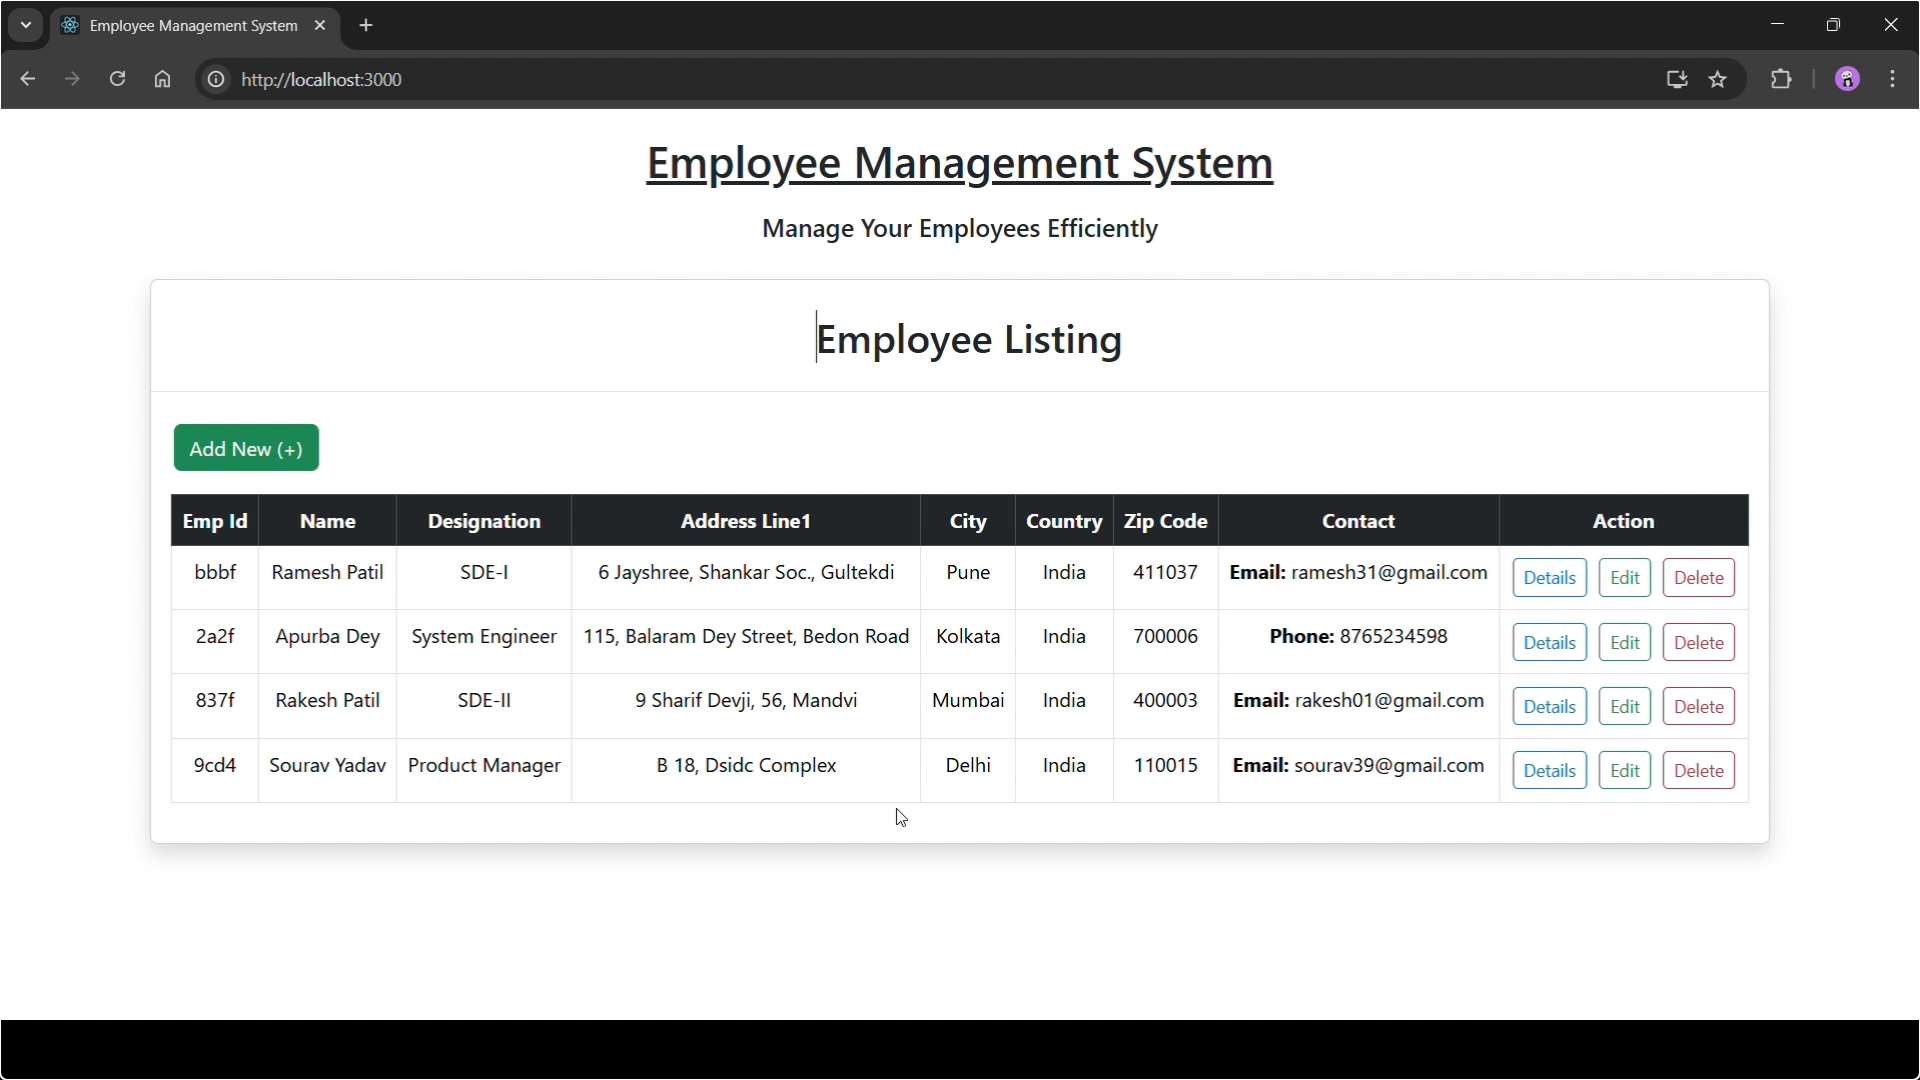 Employee Management System
http://localhost:3000
Employee Management System
Manage Your Employees Efficiently
Employee Listing
Add New (+)
Emp Id Name Designation Address Line1 City Country Zip Code Contact Action
bbbf Ramesh Patil SDE-I 6 Jayshree, Shankar Soc., Gultekdi Pune India 411037 Email: ramesh31@gmail.com Details Edit Delete
2a2f Apurba Dey System Engineer 115, Balaram Dey Street, Bedon Road Kolkata India 700006 Phone: 8765234598 Details Edit Delete
837f Rakesh Patil SDE-II 9 Sharif Devji, 56, Mandvi Mumbai India 400003 Email: rakesh01@gmail.com Details Edit Delete
9cd4 Sourav Yadav Product Manager B 18, Dsidc Complex Delhi India 110015 Email: sourav39@gmail.com Details Edit Delete